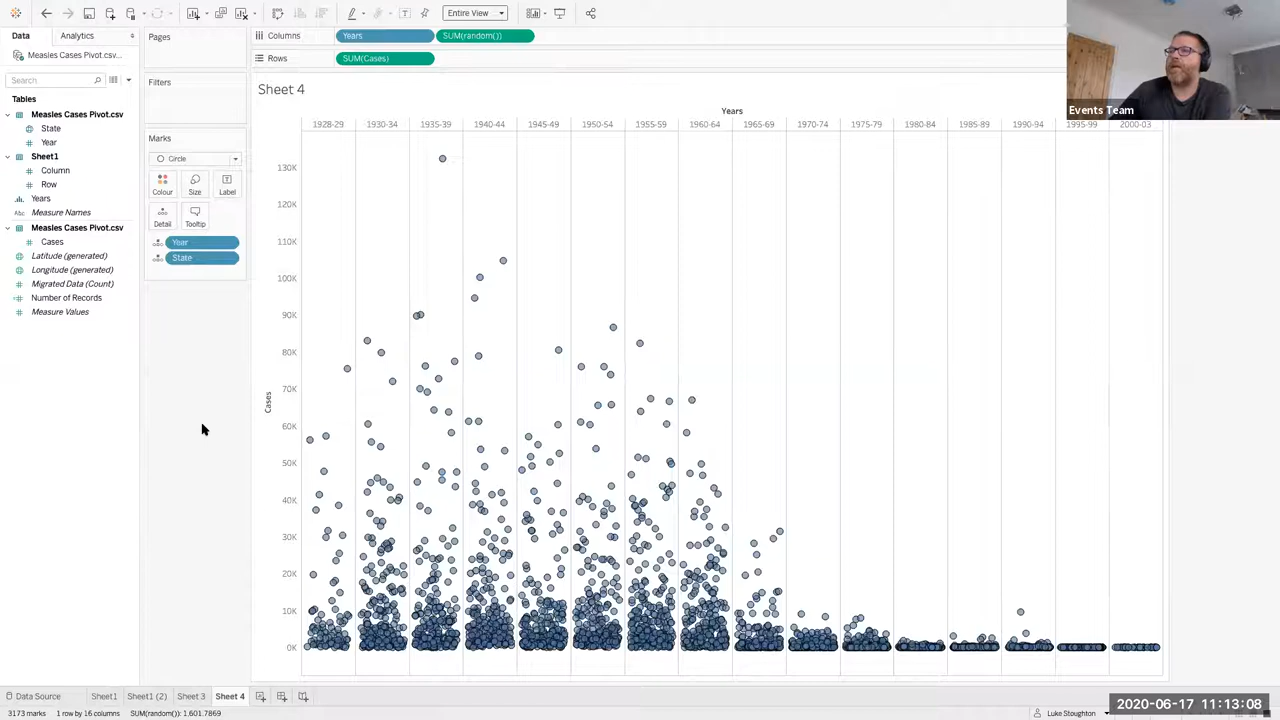 Entire View
Data
Analytics
Measles Cases Pivot.csv...
Search
Tables
Measles Cases Pivot.csv
State
Year
Sheet1
Column
Row
Years
Abc
Measure Names
Measles Cases Pivot.csv
Cases
Latitude (generated)
Longitude (generated)
Migrated Data (Count)
Number of Records
Measure Values
Pages
Filters
Marks
Circle
Colour
Size
Label
Detail
Tooltip
Year
State
Columns
Years
SUM(random())
Rows
SUM(Cases)
Sheet 4
Years
1928-29
1935-39
1940-44
1945-49
1950-54
1955-59
1965-69
1970-74
1975-79
1980-84
1985-89
1990-94
1995-99
2000-03
Cases
130K
120K
110K
100K
90K
80K
70K
60K
50K
40K
30K
20K
10K
0K
Events Team
Data Source
Sheet1
Sheet1 (2)
Sheet 3
Sheet 4
3173 marks
1 row by 16 columns
SUM(random()): 1,601.7869
Luke Stoughton
2020-06-17 11:13:08